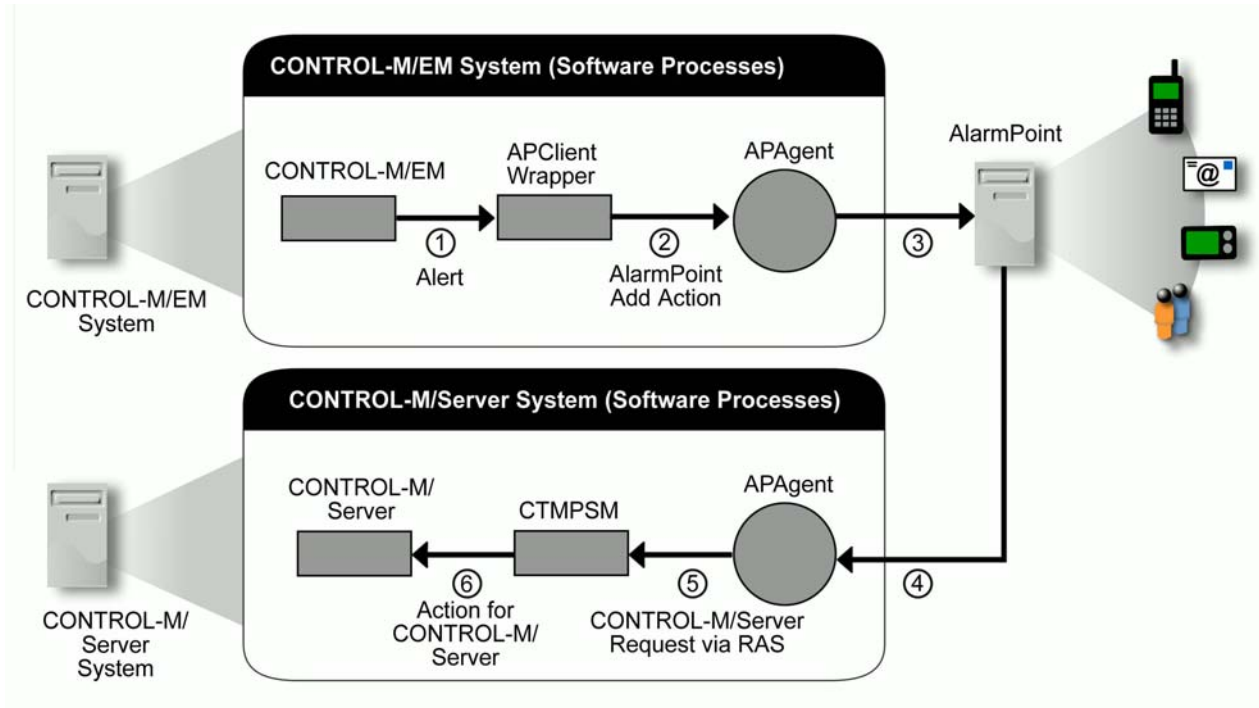 CONTROL-M/EM System (Software Processes)
CONTROL-M/EM
System
CONTROL-M/EM
1
Alert
APClient
Wrapper
2
AlarmPoint
Add Action
APAgent
3
AlarmPoint
@
CONTROL-M/Server System (Software Processes)
CONTROL-M/
Server
System
CONTROL-M/
Server
6
Action for
CONTROL-M/
Server
CTMPSM
5
CONTROL-M/Server
Request via RAS
APAgent
4